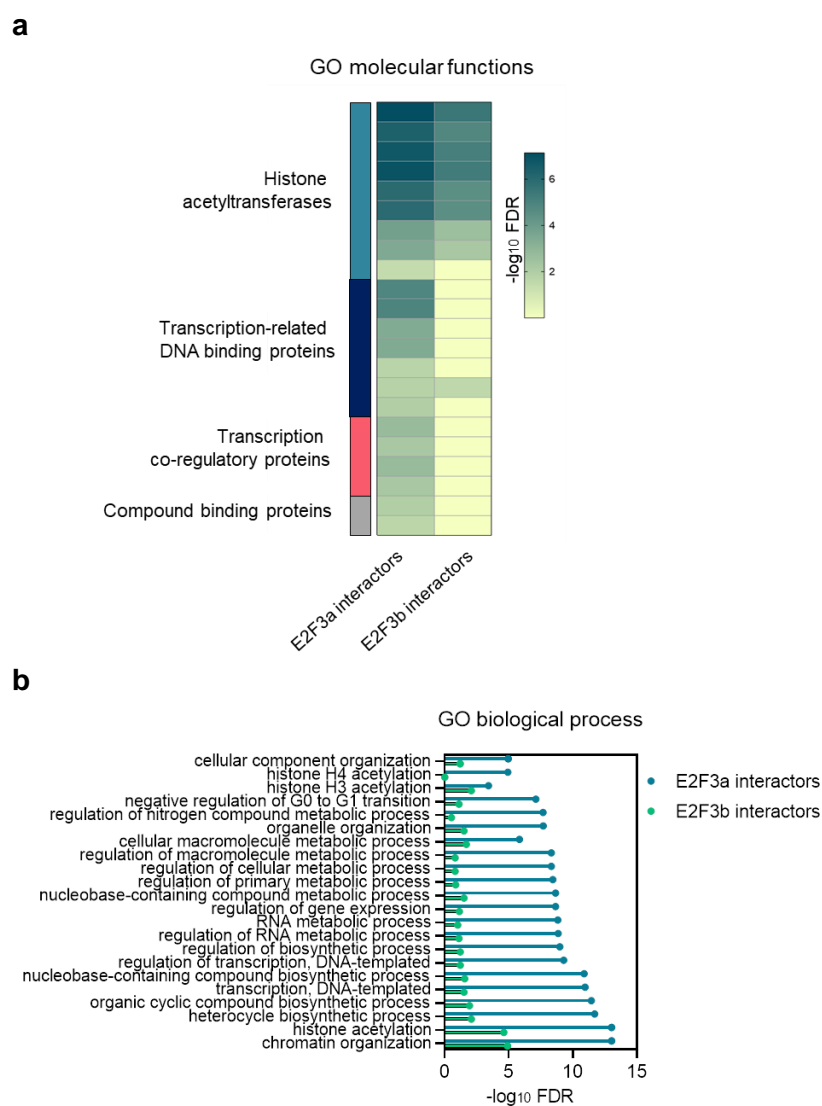 a
GO molecular functions
Histone
acetyltransferases
Transcription-related
DNA binding proteins
Transcription
co-regulatory proteins
Compound binding proteins
6
4
2
-log10 FDR
E2F3a interactors
E2F3b interactors
b
GO biological process
cellular component organization
histone H4 acetylation
histone H3 acetylation
negative regulation of G0 to G1 transition
regulation of nitrogen compound metabolic process
organelle organization
cellular macromolecule metabolic process
regulation of macromolecule metabolic process
regulation of cellular metabolic process
regulation of primary metabolic process
nucleobase-containing compound metabolic process
regulation of gene expression
RNA metabolic process
regulation of RNA metabolic process
regulation of biosynthetic process
regulation of transcription, DNA-templated
nucleobase-containing compound biosynthetic process
transcription, DNA-templated
organic cyclic compound biosynthetic process
heterocycle biosynthetic process
histone acetylation
chromatin organization
0 5 10 15
-log10 FDR
E2F3a interactors
E2F3b interactors